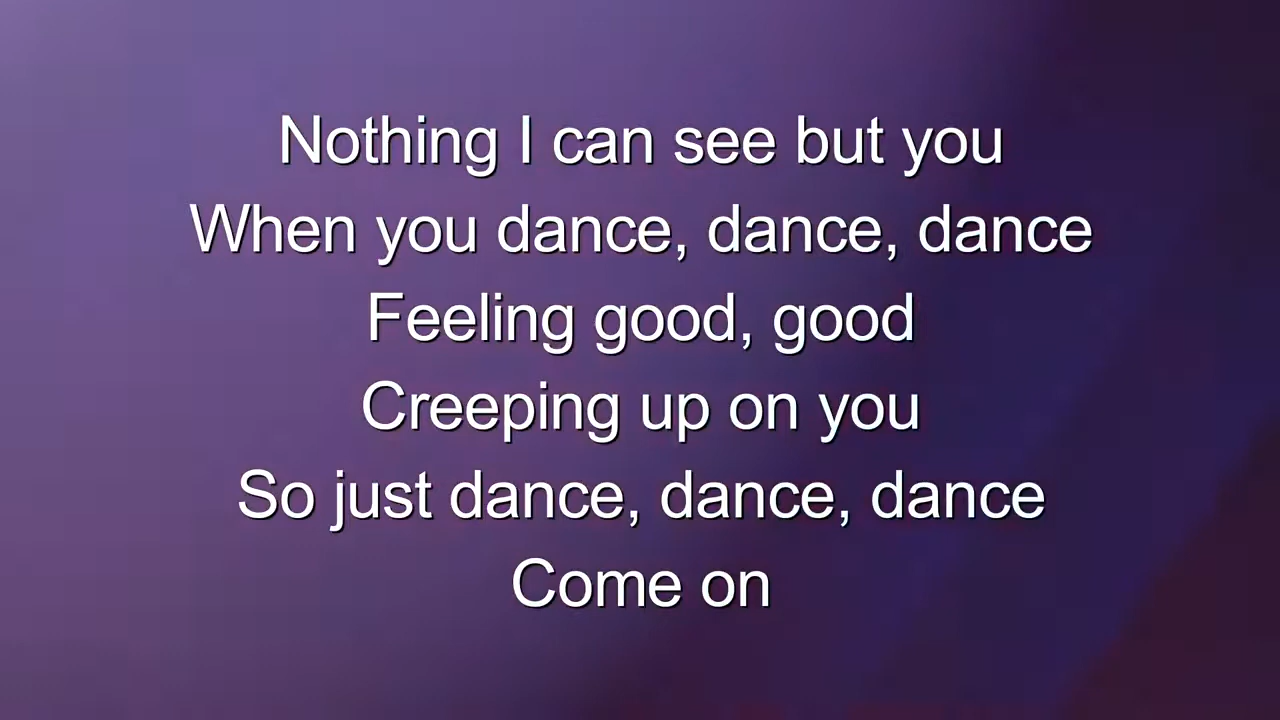 Nothing I can see but you
When you dance, dance, dance
Feeling good, good
Creeping up on you
So just dance, dance, dance
Come on